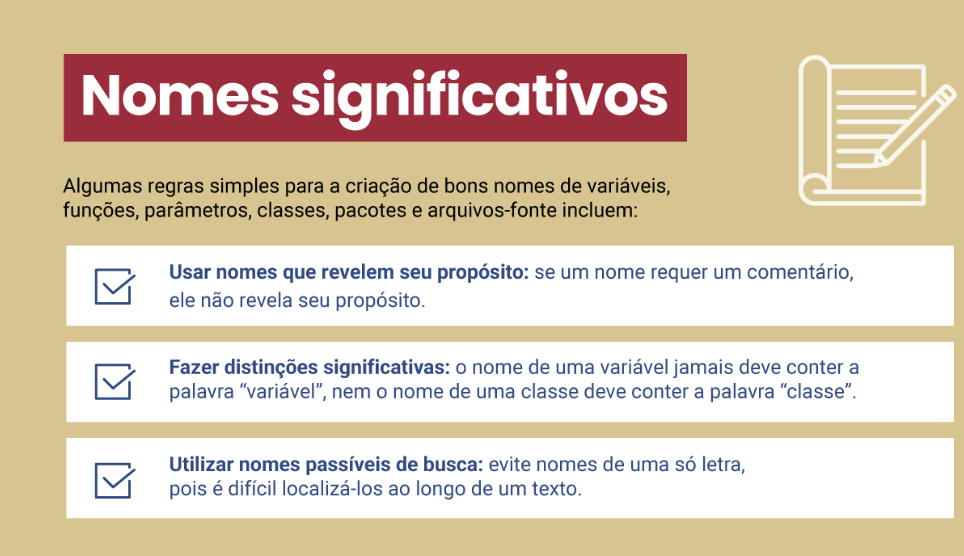 Nomes significativos
Algumas regras simples para a criação de bons nomes de variáveis,
funções, parâmetros, classes, pacotes e arquivos-fonte incluem:
Usar nomes que revelem seu propósito: se um nome requer um comentário,
ele não revela seu propósito.
Fazer distinções significativas: o nome de uma variável jamais deve conter a
palavra “variável”, nem o nome de uma classe deve conter a palavra “classe”.
Utilizar nomes passíveis de busca: evite nomes de uma só letra,
pois é difícil localizá-los ao longo de um texto.